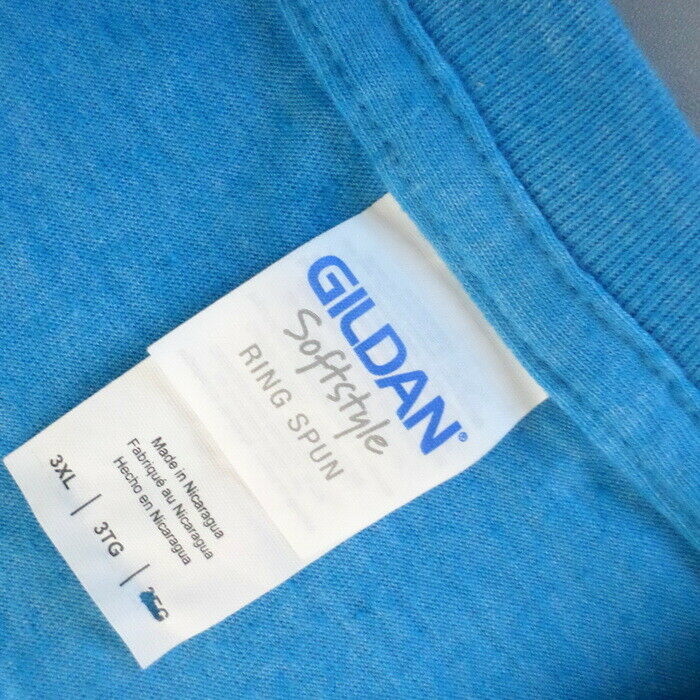 GILDAN®
Softstyle
RING SPUN
Made in Nicaragua
Fabriqué au Nicaragua
Hecho en Nicaragua
3XL | 3TG |